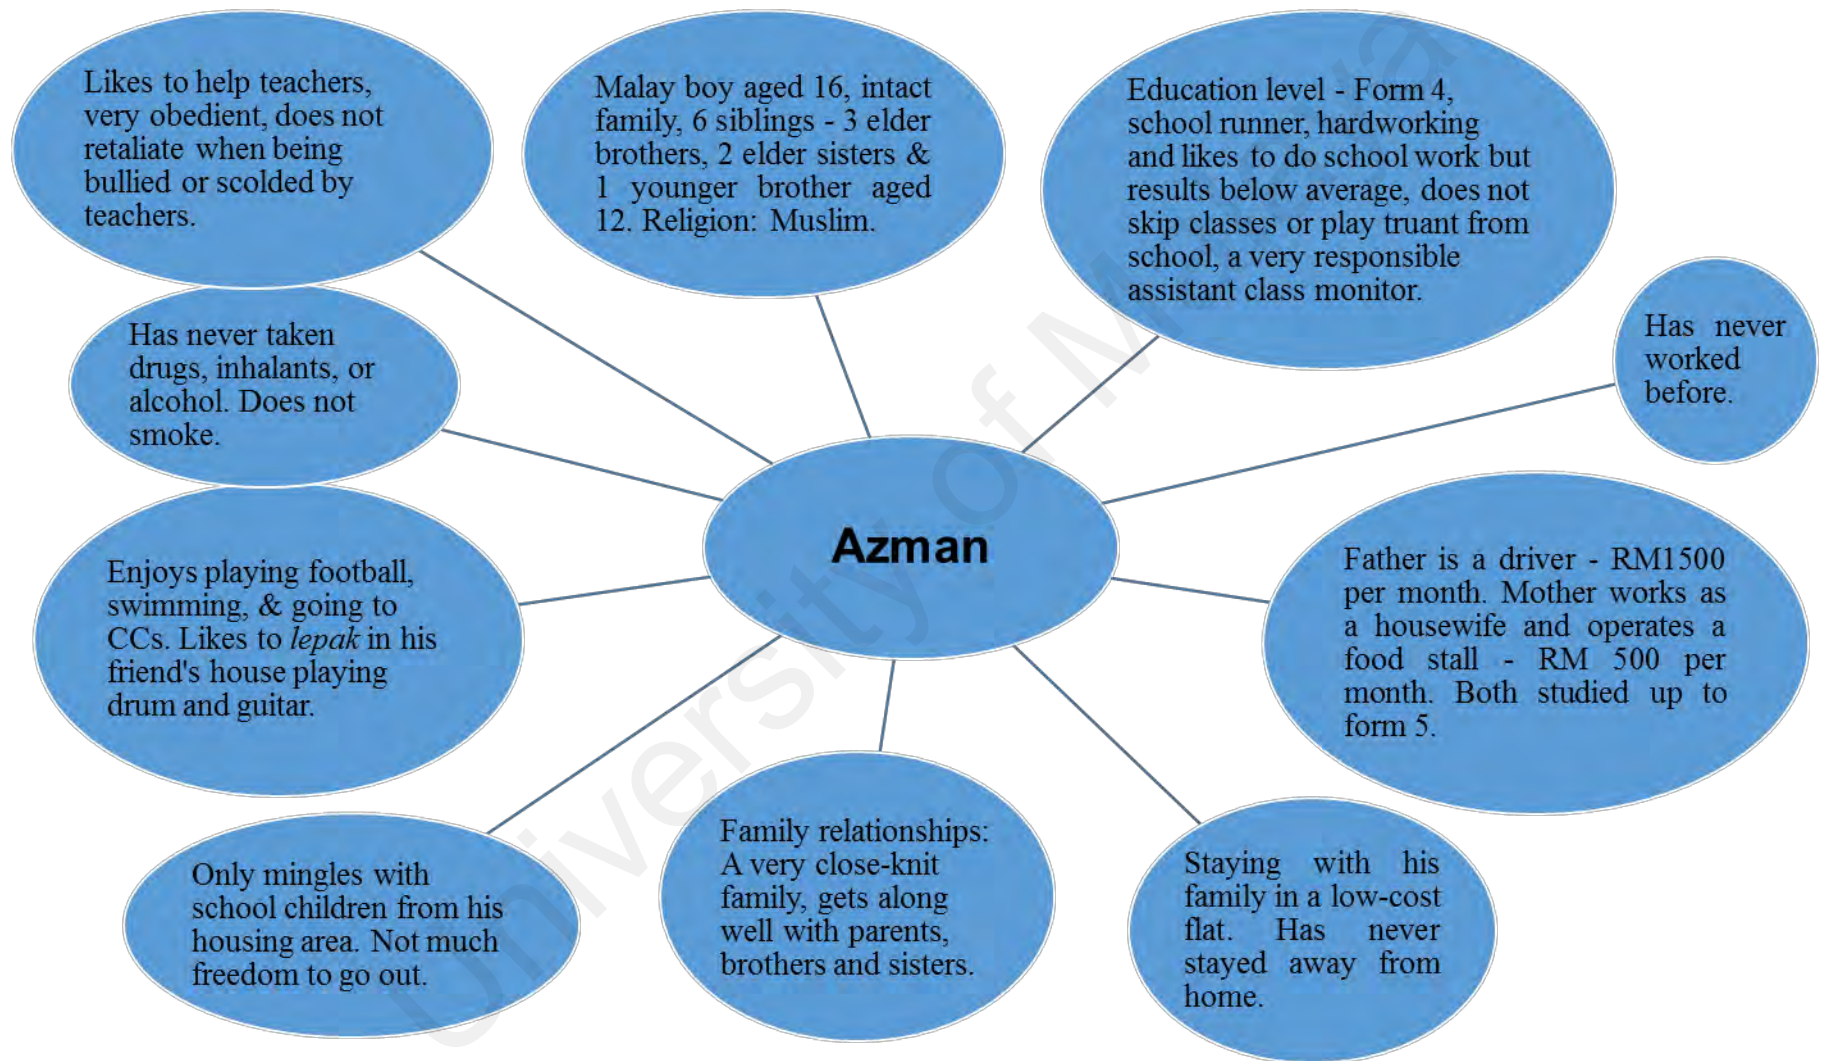 Likes to help teachers,
very obedient, does not
retaliate when being
bullied or scolded by
teachers.
Malay boy aged 16, intact
family, 6 siblings - 3 elder
brothers, 2 elder sisters &
1 younger brother aged
12. Religion: Muslim.
Education level - Form 4,
school runner, hardworking
and likes to do school work but
results below average, does not
skip classes or play truant from
school, a very responsible
assistant class monitor.
Has never
worked
before.
Has never taken
drugs, inhalants, or
alcohol. Does not
smoke.
Azman
Enjoys playing football,
swimming, & going to
CCs. Likes to lepak in his
friend's house playing
drum and guitar.
Father is a driver - RM1500
per month. Mother works as
a housewife and operates a
food stall - RM 500 per
month. Both studied up to
form 5.
Only mingles with
school children from his
housing area. Not much
freedom to go out.
Family relationships:
A very close-knit
family, gets along
well with parents,
brothers and sisters.
Staying with his
family in a low-cost
flat. Has never
stayed away from
home.
University of M